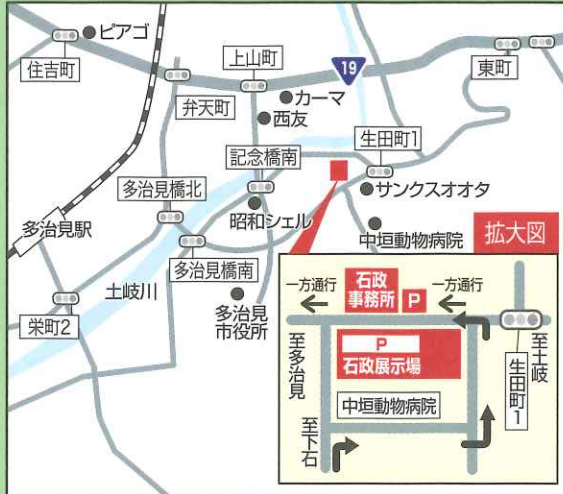 ピアゴ
住吉町
上山町
19
東町
弁天町
カーマ
西友
生田町1
記念橋南
多治見橋北
サンクスオオタ
昭和シェル
多治見駅
中垣動物病院
拡大図
多治見橋南
土岐川
多治見
市役所
栄町2
一方通行
石政
事務所
P
一方通行
P
石政展示場
至多治見
生田町1
至土岐
中垣動物病院
至下石